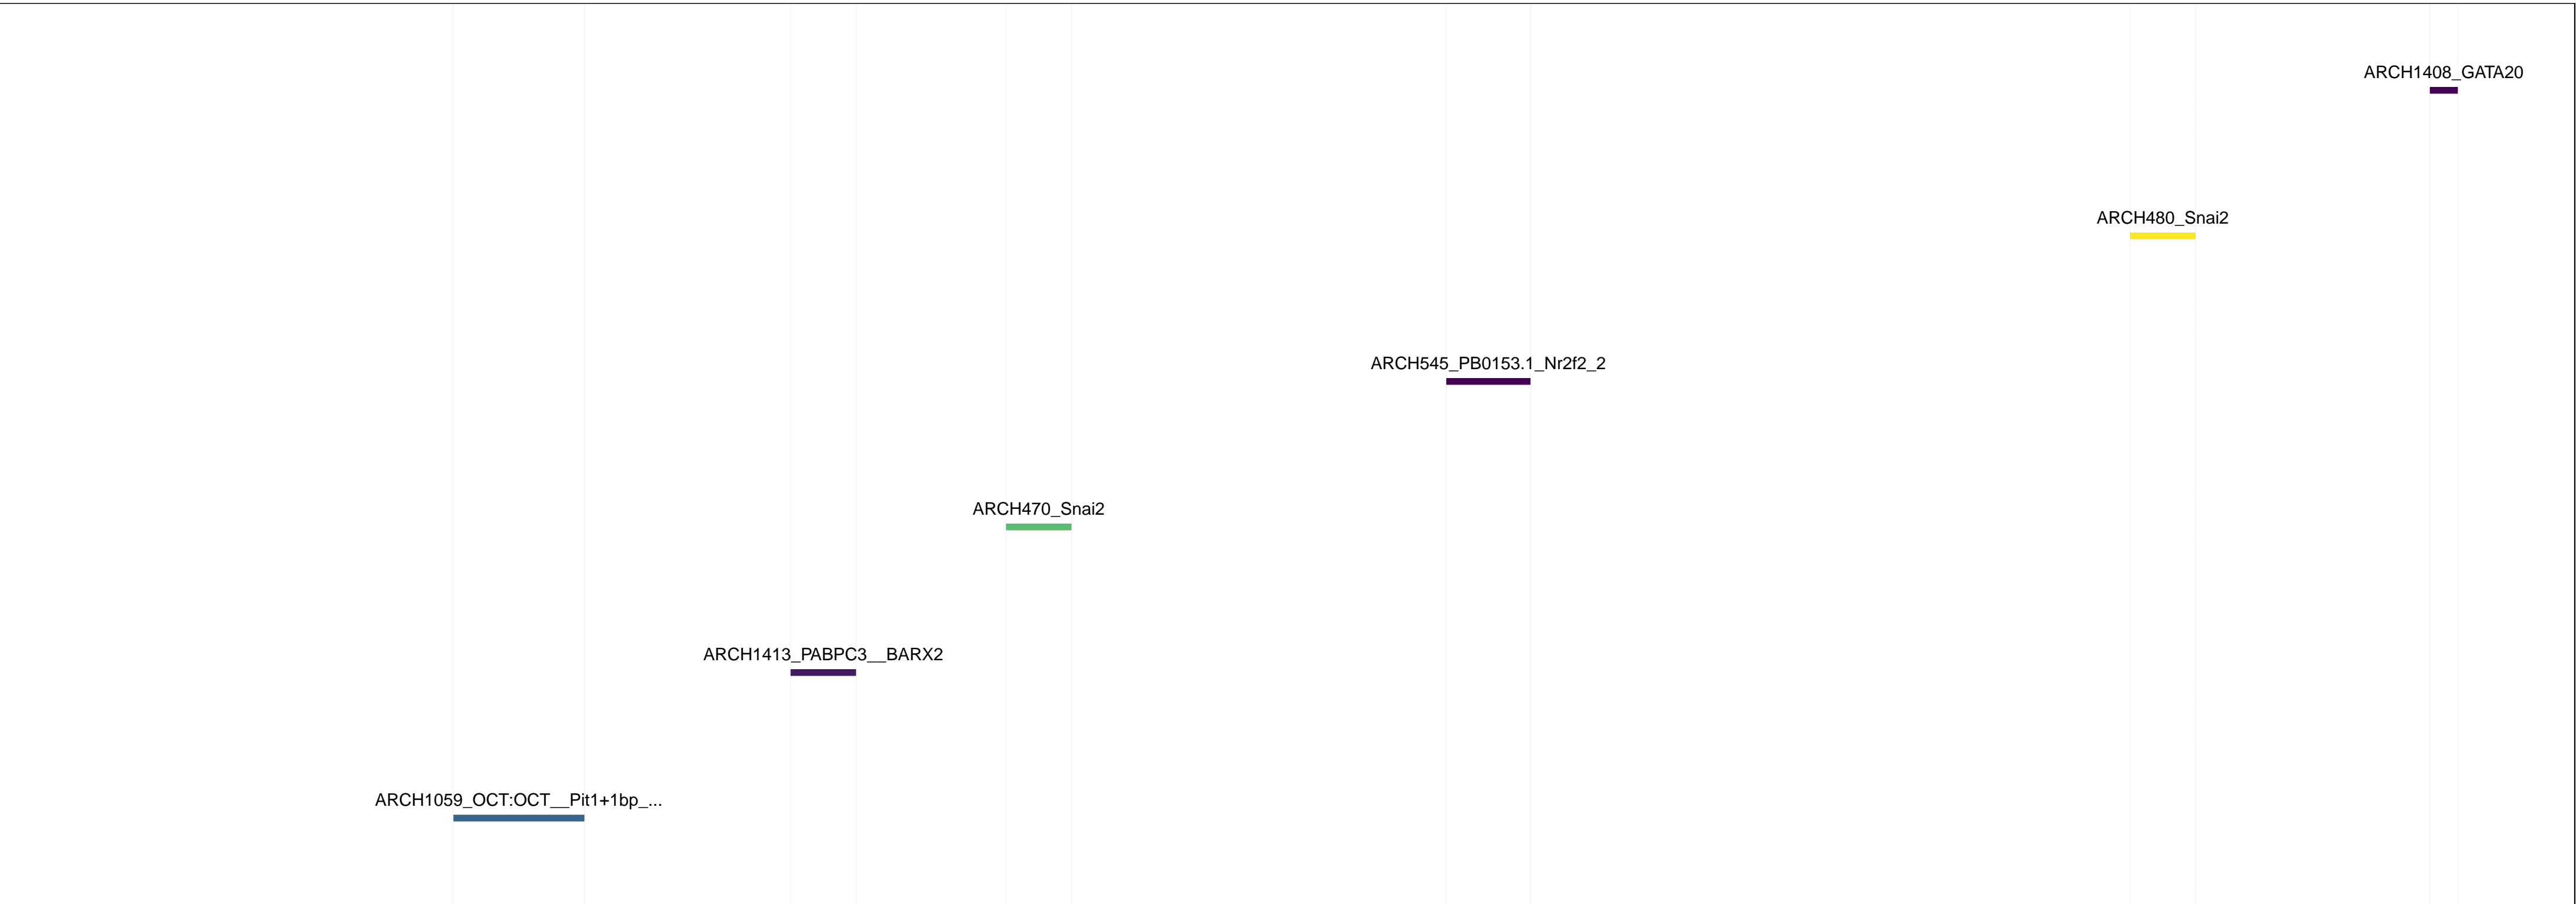 ARCH1408_GATA20
ARCH480_Snai2
ARCH545_PB0153.1_Nr2f2_2
ARCH470_Snai2
ARCH1413_PABPC3__BARX2
ARCH1059_OCT:OCT__Pit1+1bp_...